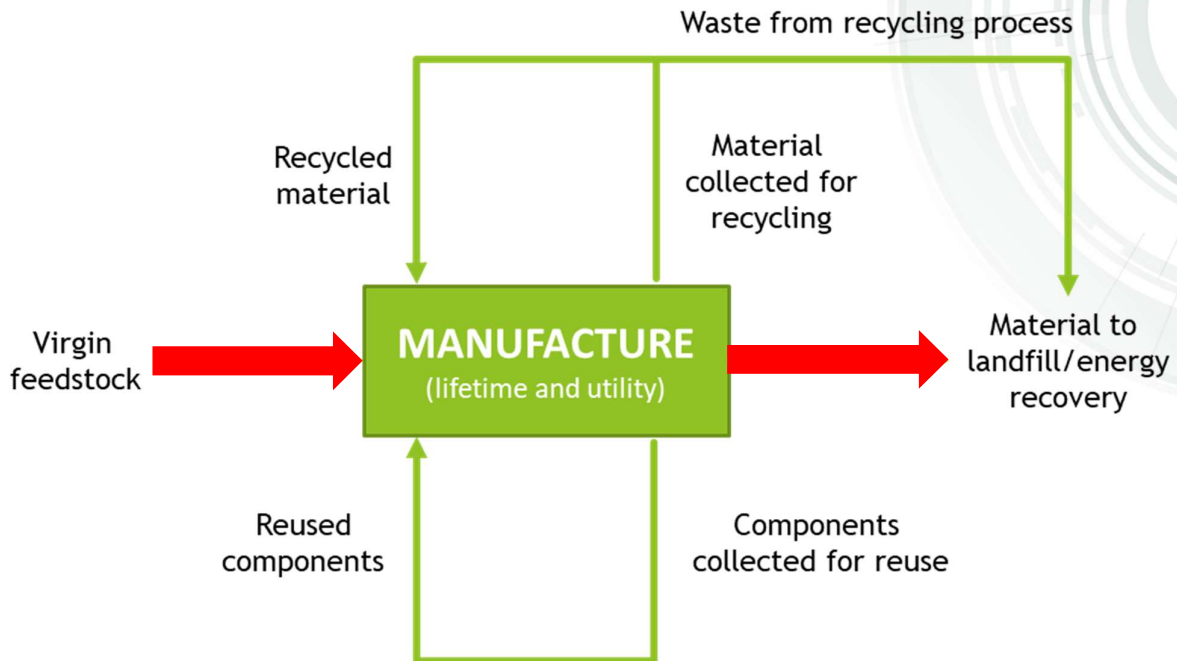 Waste from recycling process
Recycled
material
Material
collected for
recycling
Virgin
feedstock
MANUFACTURE
(lifetime and utility)
Material to
landfill/energy
recovery
Reused
components
Components
collected for reuse